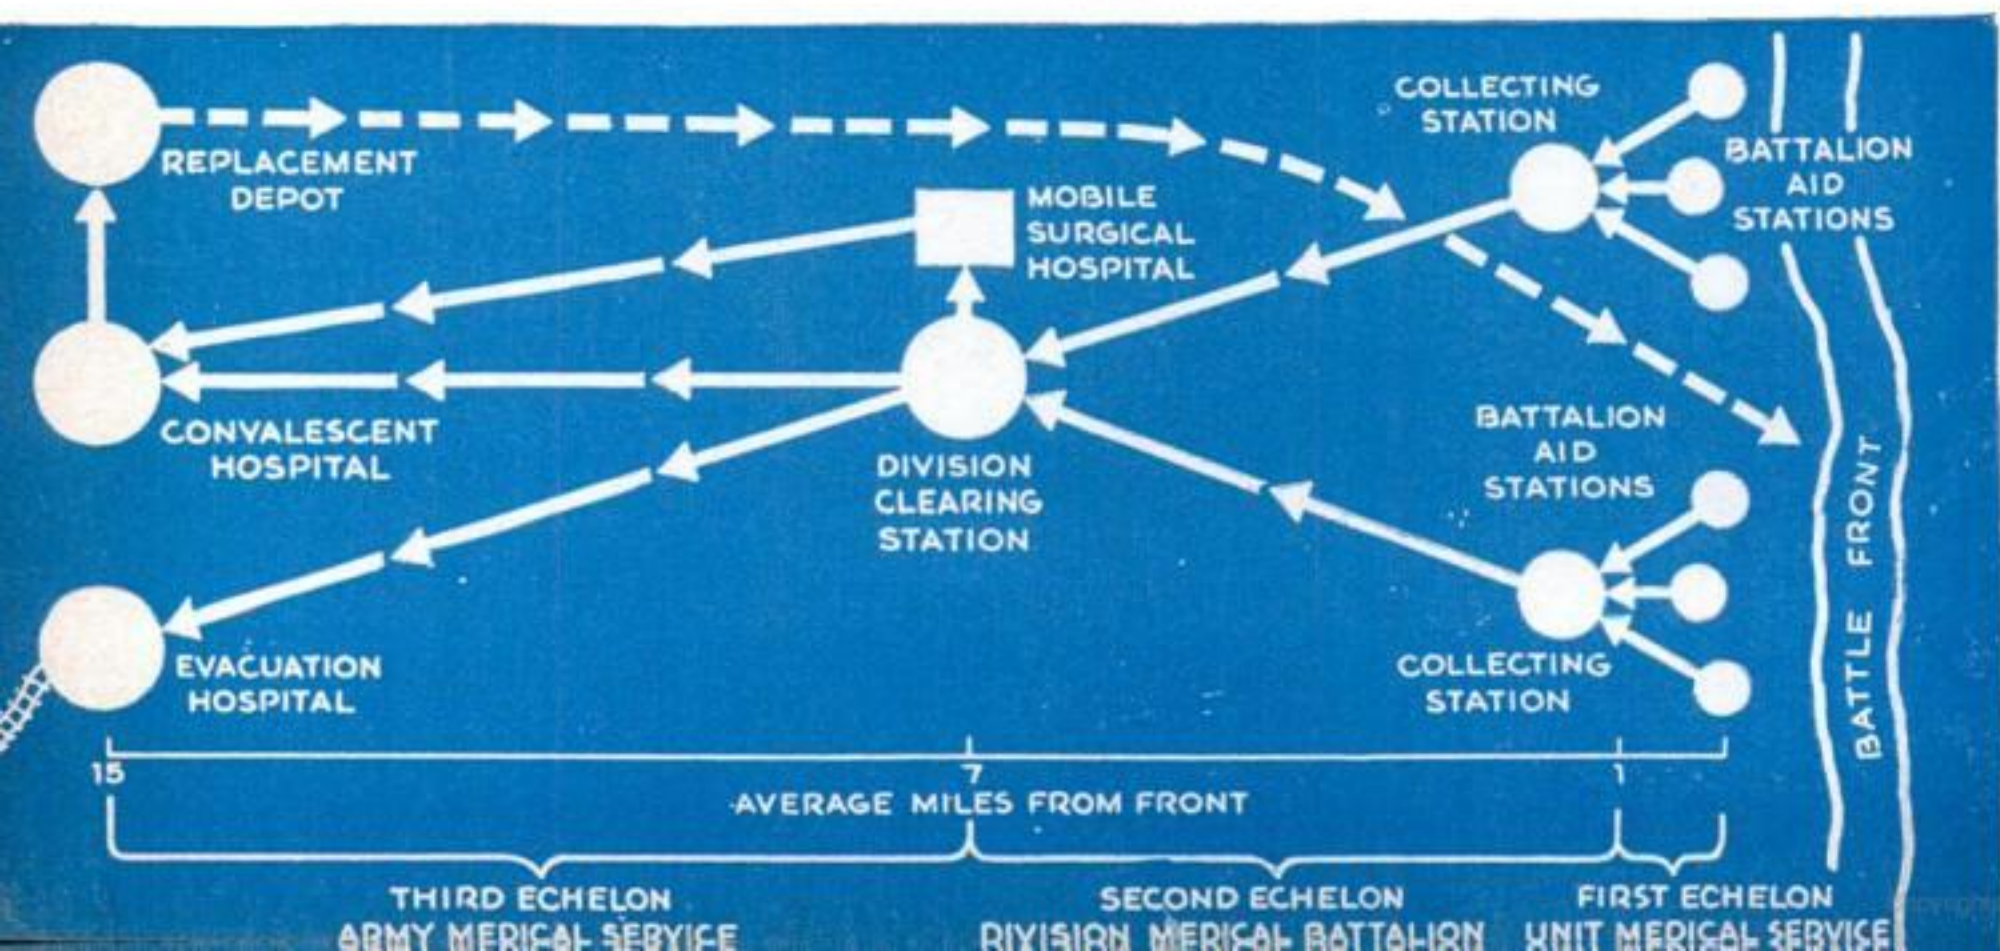 COLLECTING
STATION
REPLACEMENT
DEPOT
BATTALION
AID
STATIONS
MOBILE
SURGICAL
HOSPITAL
CONVALESCENT
HOSPITAL
DIVISION
CLEARING
STATION
BATTALION
AID
STATIONS
EVACUATION
HOSPITAL
COLLECTING
STATION
BATTLE FRONT
15 7 1
AVERAGE MILES FROM FRONT
THIRD ECHELON
ARMY MEDICAL SERVICE
SECOND ECHELON
DIVISION MEDICAL BATTALION
FIRST ECHELON
UNIT MEDICAL SERVICE